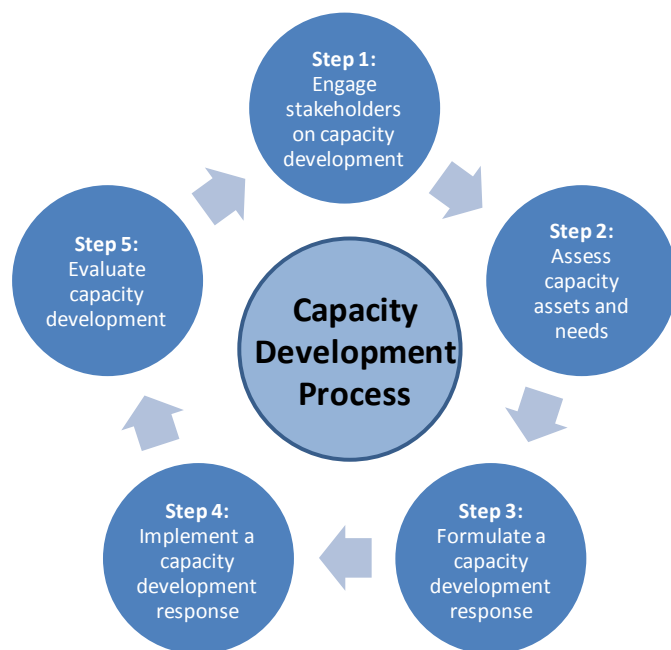 Step 1:
Engage
stakeholders
on capacity
development
Step 2:
Assess
capacity
assets and
needs
Step 3:
Formulate a
capacity
development
response
Step 4:
Implement a
capacity
development
response
Step 5:
Evaluate
capacity
development
Capacity
Development
Process